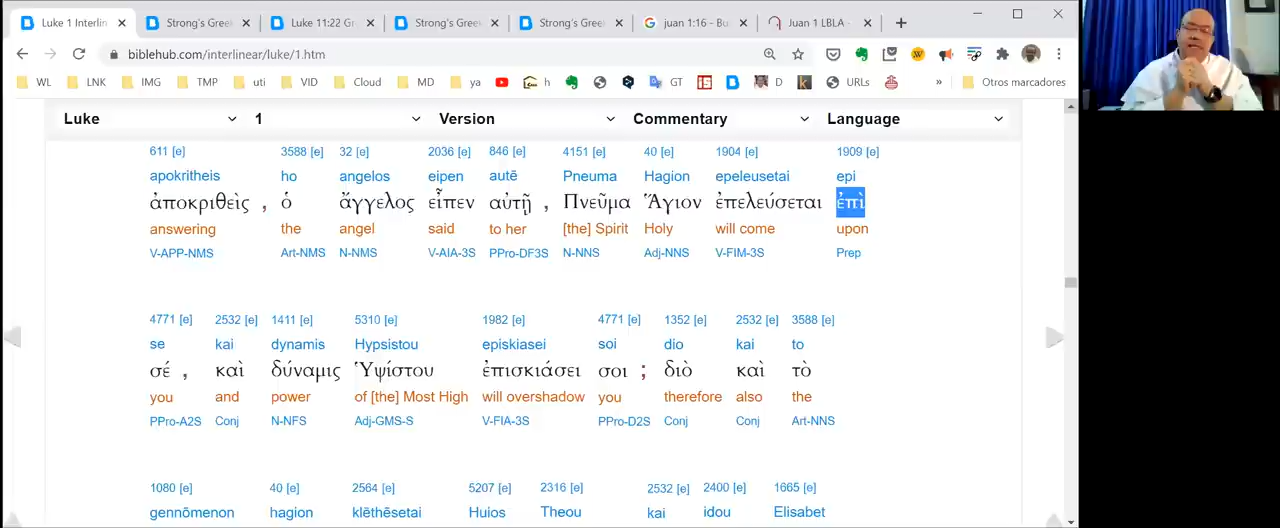 Luke 1 Interlin
Strong's Greek
Luke 11:22 Gre
Strong's Greek
Strong's Greek
juan 1:16 - Bu
Juan 1 LBLA -
biblehub.com/interlinear/luke/1.htm
WL LNK IMG TMP uti VID Cloud MD ya h GT D URLs » Otros marcadores
Luke 1 Version Commentary Language
611 [e] 3588 [e] 32 [e] 2036 [e] 846 [e] 4151 [e] 40 [e] 1904 [e] 1909 [e]
apokritheis ho angelos eipen autē Pneuma Hagion epeleusetai epi
ἀποκριθεὶς , ὁ ἄγγελος εἶπεν αὐτῇ , Πνεῦμα Ἅγιον ἐπελεύσεται ἐπὶ
answering the angel said to her [the] Spirit Holy will come upon
V-APP-NMS Art-NMS N-NMS V-AIA-3S PPro-DF3S N-NNS Adj-NNS V-FIM-3S Prep
4771 [e] 2532 [e] 1411 [e] 5310 [e] 1982 [e] 4771 [e] 1352 [e] 2532 [e] 3588 [e]
se kai dynamis Hypsistou episkiasei soi dio kai to
σέ , καὶ δύναμις Ὑψίστου ἐπισκιάσει σοι ; διὸ καὶ τὸ
you and power of [the] Most High will overshadow you therefore also the
PPro-A2S Conj N-NFS Adj-GMS-S V-FIA-3S PPro-D2S Conj Conj Art-NNS
1080 [e] 40 [e] 2564 [e] 5207 [e] 2316 [e] 2532 [e] 2400 [e] 1665 [e]
gennōmenon hagion klēthēsetai Huios Theou kai idou Elisabet